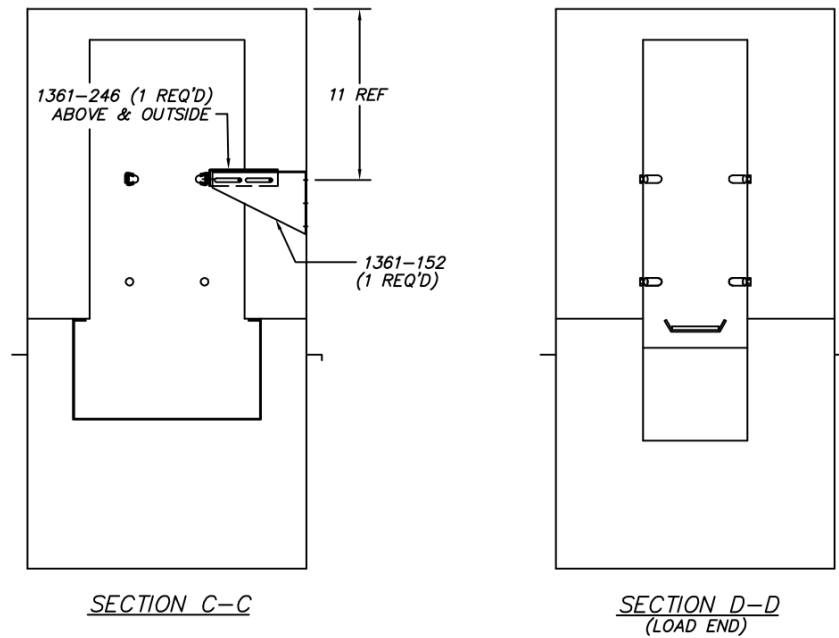 1361-246 (1 REQ'D)
ABOVE & OUTSIDE
11 REF
1361-152
(1 REQ'D)
SECTION C-C
SECTION D-D
(LOAD END)